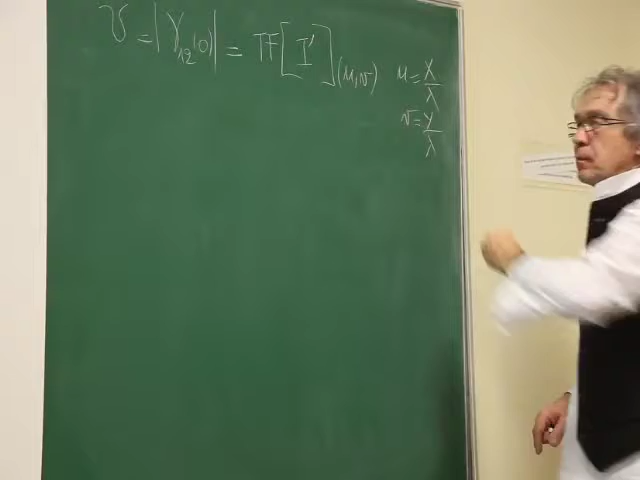 𝒱 = |γ₁₂(0)| = TF[I'](u,v) u = X/λ
v = Y/λ